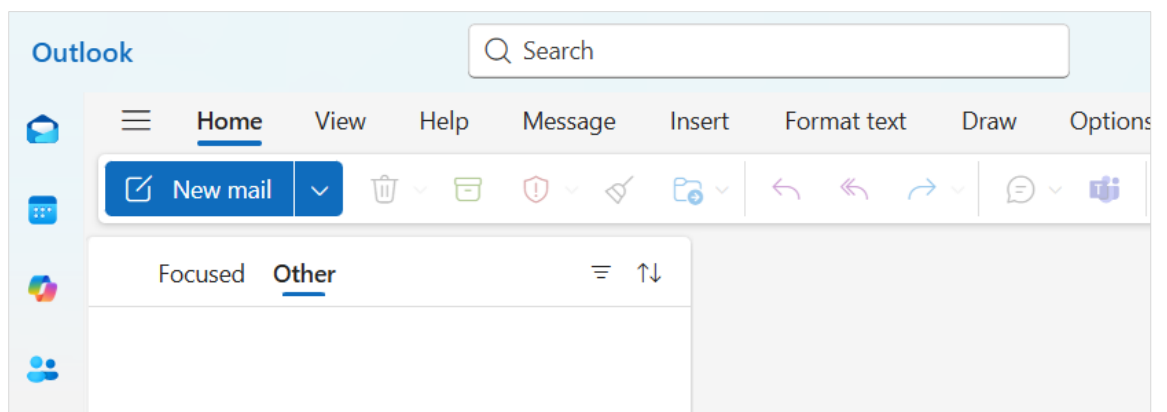 Outlook
Search
Home View Help Message Insert Format text Draw Options
New mail
Focused Other